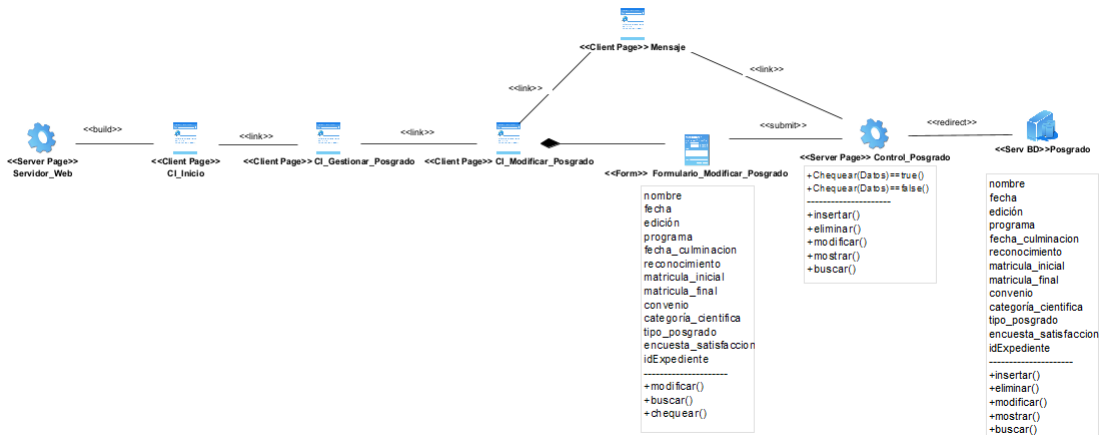 <<Client Page>> Mensaje
<<link>>
<<link>>
<<build>>
<<link>>
<<link>>
<<submit>>
<<redirect>>
<<Server Page>>
Servidor_Web
<<Client Page>>
CI_Inicio
<<Client Page>> CI_Gestionar_Posgrado
<<Client Page>> CI_Modificar_Posgrado
<<Form>> Formulario_Modificar_Posgrado
nombre
fecha
edición
programa
fecha_culminacion
reconocimiento
matricula_inicial
matricula_final
convenio
categoría_cientifica
tipo_posgrado
encuesta_satisfaccion
idExpediente
---------------------
+modificar()
+buscar()
+chequear()
<<Server Page>> Control_Posgrado
+Chequear(Datos)==true()
+Chequear(Datos)==false()
---------------------
+insertar()
+eliminar()
+modificar()
+mostrar()
+buscar()
<<Serv BD>>Posgrado
nombre
fecha
edición
programa
fecha_culminacion
reconocimiento
matricula_inicial
matricula_final
convenio
categoría_cientifica
tipo_posgrado
encuesta_satisfaccion
idExpediente
---------------------
+insertar()
+eliminar()
+modificar()
+mostrar()
+buscar()